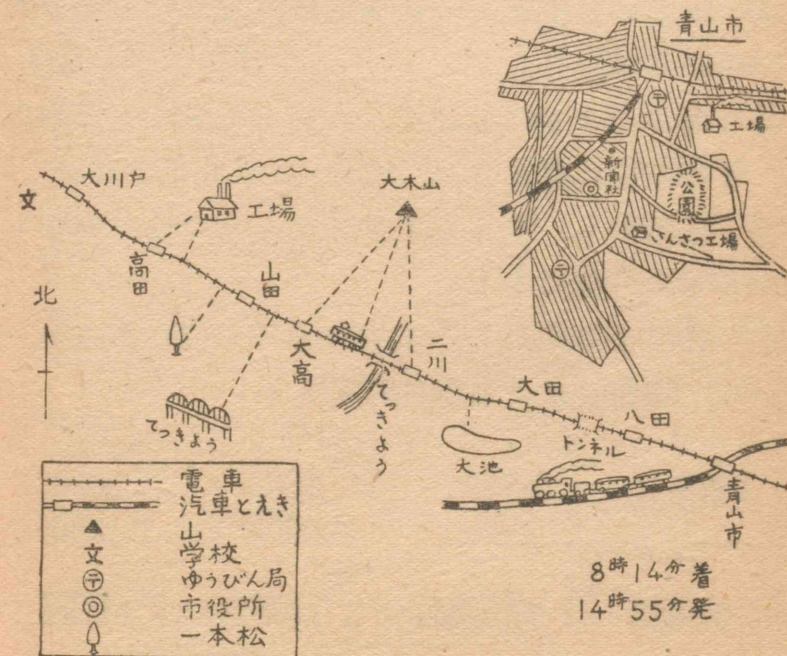 青山市
〒
工場
新聞社
◎
公園
いんさつ工場
〒
文
大川戸
工場
大木山
高田
山田
北
大高
二川
てっきょう
てっきょう
大田
八田
大池
トンネル
青山市
電車
汽車とえき
山
文 学校
〒 ゆうびん局
◎ 市役所
一本松
8時14分着
14時55分発